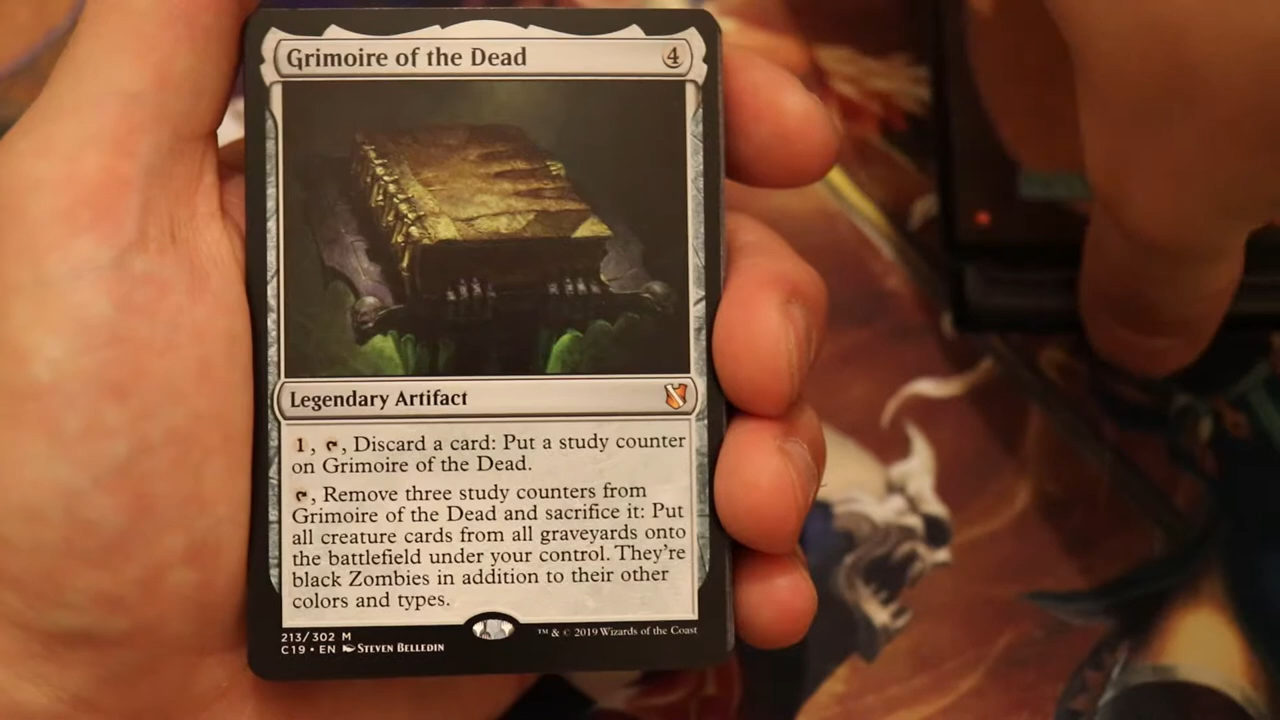 Grimoire of the Dead 4
Legendary Artifact
1, , Discard a card: Put a study counter
on Grimoire of the Dead.
, Remove three study counters from
Grimoire of the Dead and sacrifice it: Put
all creature cards from all graveyards onto
the battlefield under your control. They're
black Zombies in addition to their other
colors and types.
213/302 M
C19 • EN Steven Belledin
™ & © 2019 Wizards of the Coast